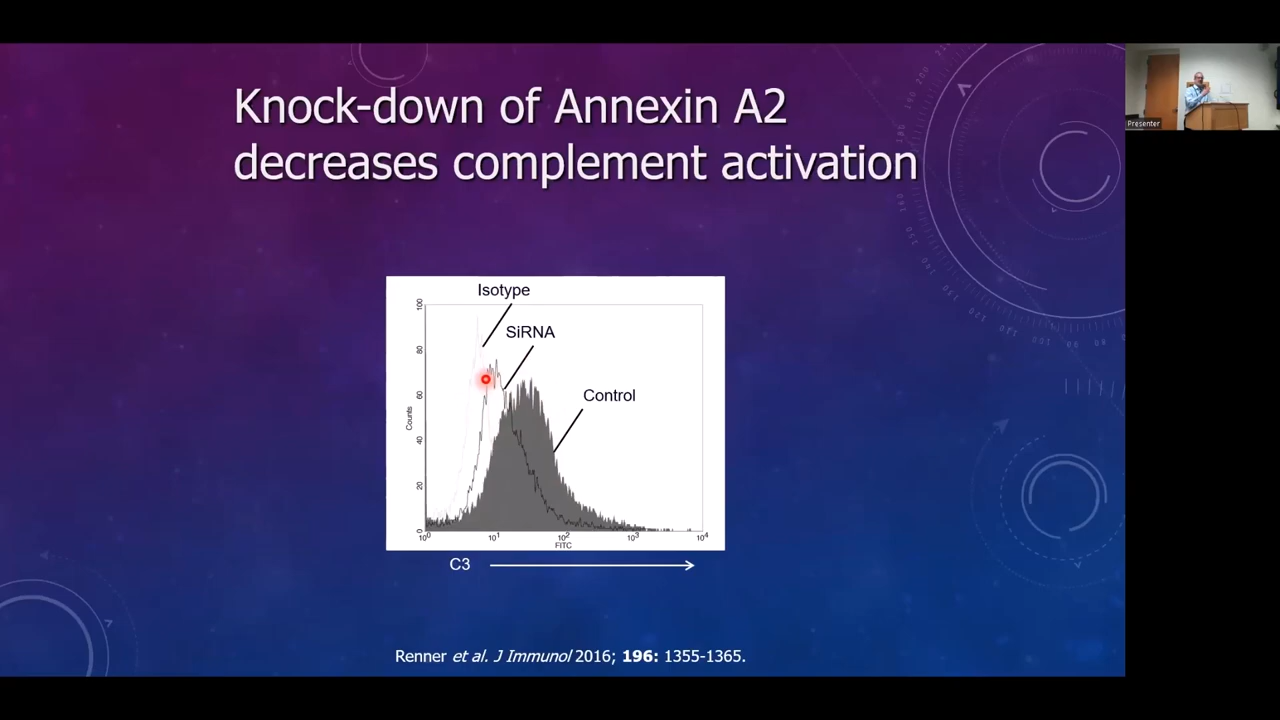 Knock-down of Annexin A2
decreases complement activation
Presenter
Isotype
SiRNA
Control
100
80
60
40
20
0
Counts
10⁰ 10¹ 10² 10³ 10⁴
FITC
C3
Renner et al. J Immunol 2016; 196: 1355-1365.